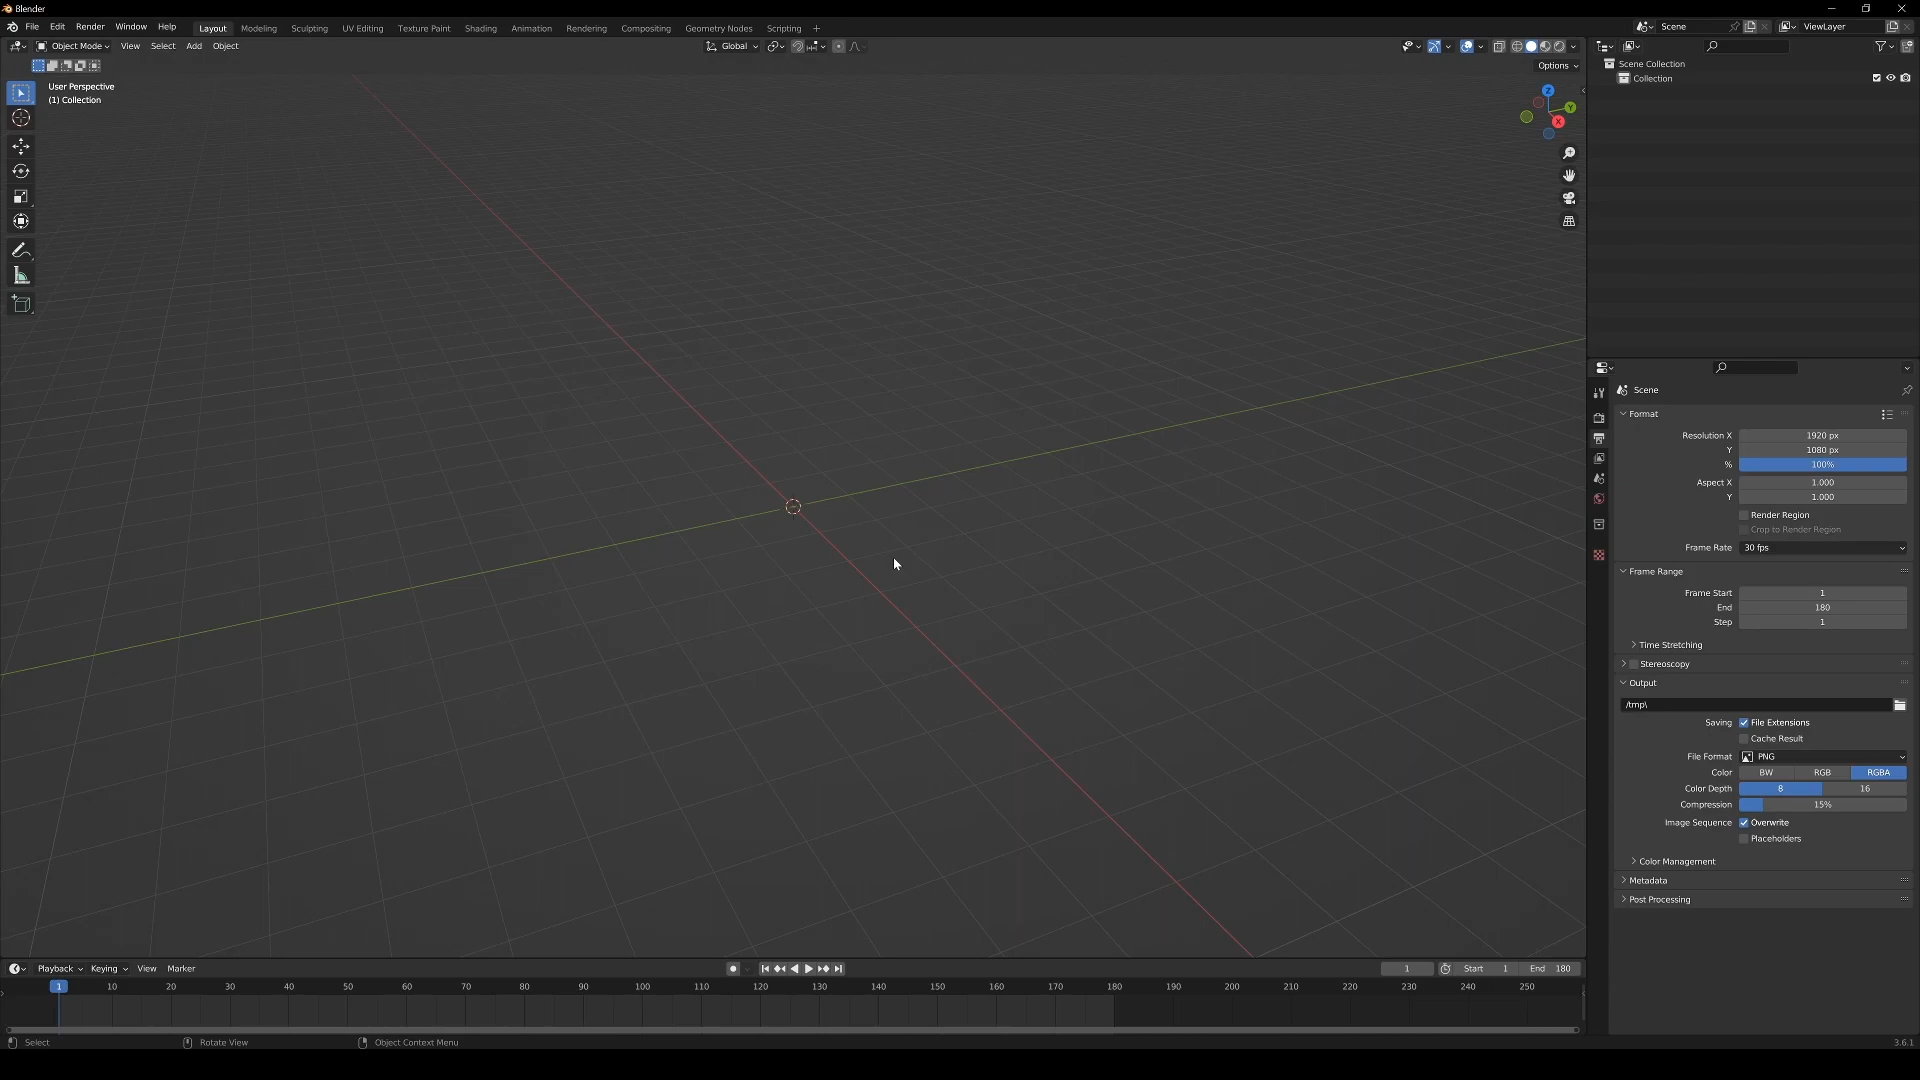 Blender
File Edit Render Window Help Layout Modeling Sculpting UV Editing Texture Paint Shading Animation Rendering Compositing Geometry Nodes Scripting + Scene ViewLayer
Object Mode View Select Add Object Global
Options
User Perspective
(1) Collection
Z
Y
X
Scene Collection
Collection
Scene
Format
Resolution X 1920 px
Y 1080 px
% 100%
Aspect X 1.000
Y 1.000
Render Region
Crop to Render Region
Frame Rate 30 fps
Frame Range
Frame Start 1
End 180
Step 1
Time Stretching
Stereoscopy
Output
/tmp\
Saving File Extensions
Cache Result
File Format PNG
Color BW RGB RGBA
Color Depth 8 16
Compression 15%
Image Sequence Overwrite
Placeholders
Color Management
Metadata
Post Processing
Playback Keying View Marker 1 Start 1 End 180
1 10 20 30 40 50 60 70 80 90 100 110 120 130 140 150 160 170 180 190 200 210 220 230 240 250
Select Rotate View Object Context Menu 3.6.1